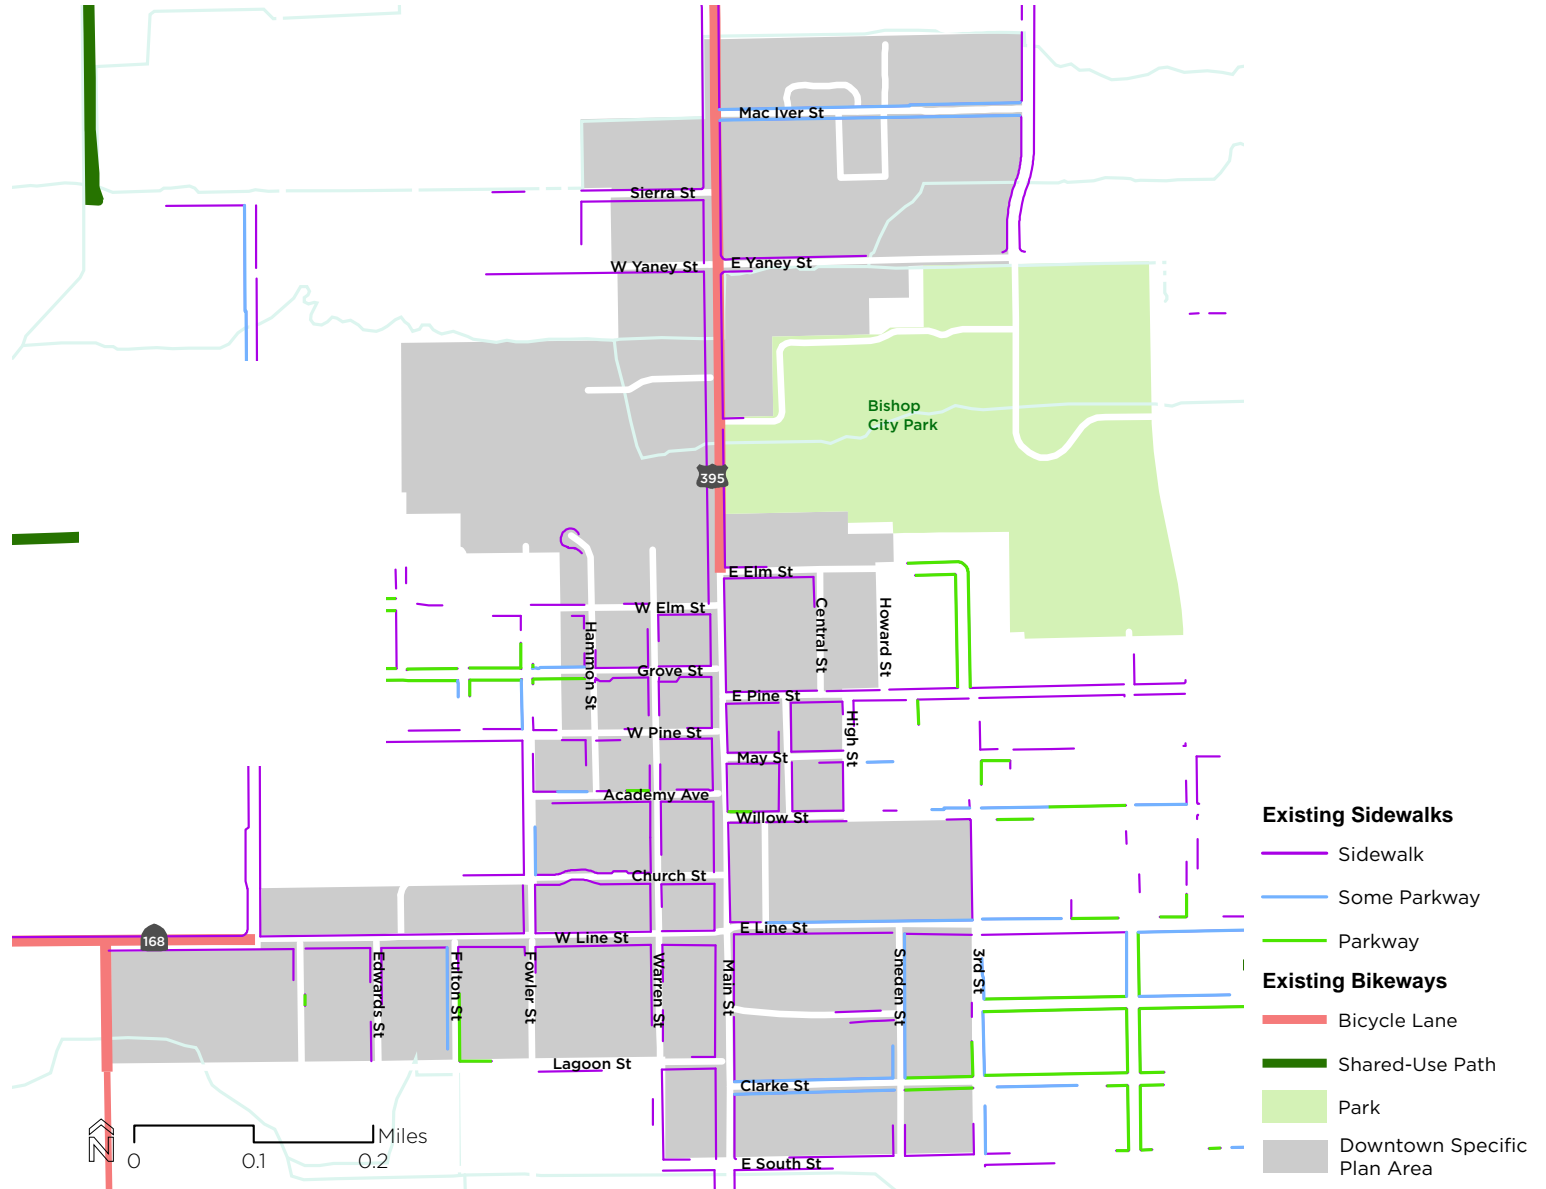 Mac Iver St
Sierra St
W Yaney St
E Yaney St
Bishop
City Park
395
E Elm St
W Elm St
Hammon St
Central St
Howard St
Grove St
E Pine St
W Pine St
High St
May St
Academy Ave
Willow St
Church St
168
W Line St
E Line St
Edwards St
Fulton St
Fowler St
Warren St
Main St
Sneden St
3rd St
Lagoon St
Clarke St
E South St
N
Miles
0
0.1
0.2
Existing Sidewalks
Sidewalk
Some Parkway
Parkway
Existing Bikeways
Bicycle Lane
Shared-Use Path
Park
Downtown Specific
Plan Area